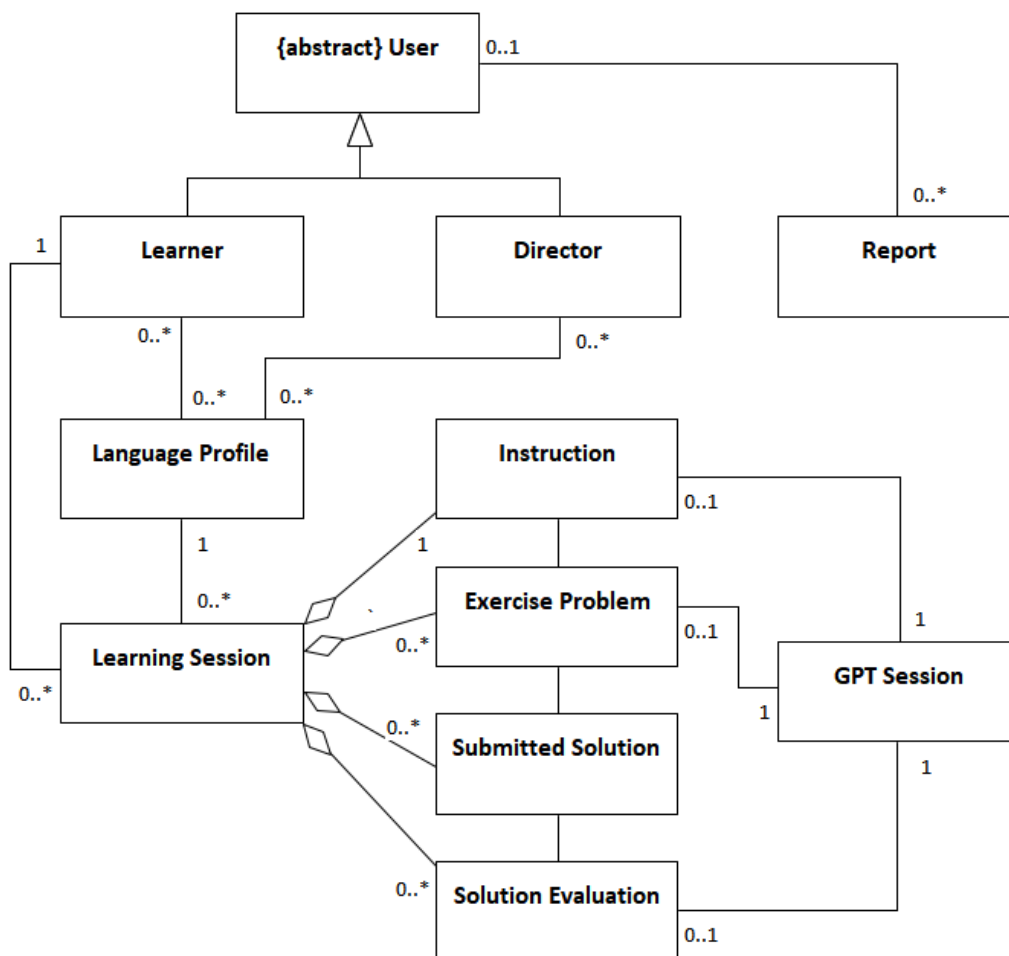 {abstract} User
0..1
0..*
1
Learner
Director
Report
0..*
0..*
0..*
0..*
Language Profile
Instruction
0..1
1
1
0..*
Exercise Problem
`
0..1
0..*
1
Learning Session
GPT Session
0..*
1
0..*
Submitted Solution
1
0..*
Solution Evaluation
0..1